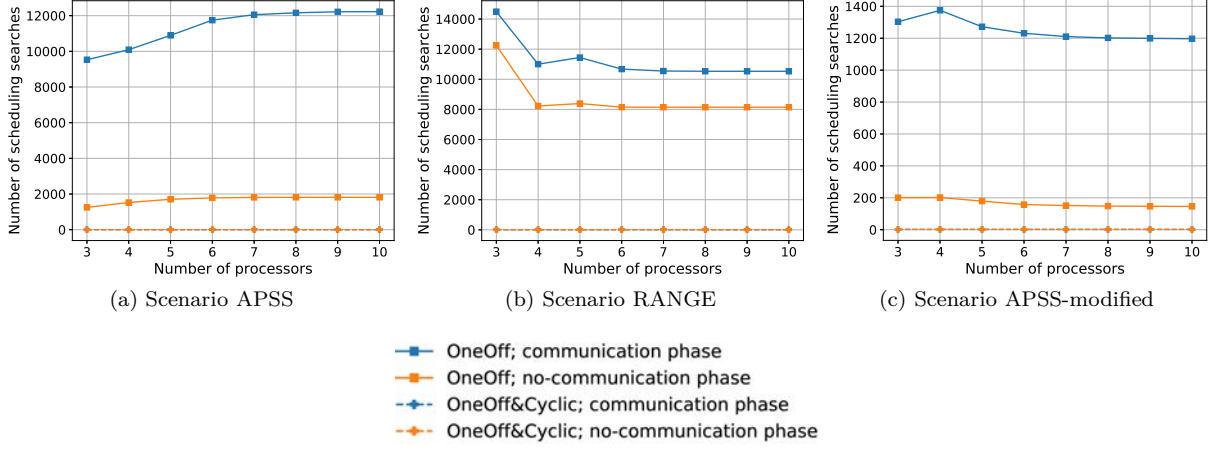 12000
10000
8000
6000
4000
2000
0
Number of scheduling searches
3 4 5 6 7 8 9 10
Number of processors
(a) Scenario APSS
14000
12000
10000
8000
6000
4000
2000
0
Number of scheduling searches
3 4 5 6 7 8 9 10
Number of processors
(b) Scenario RANGE
1400
1200
1000
800
600
400
200
0
Number of scheduling searches
3 4 5 6 7 8 9 10
Number of processors
(c) Scenario APSS-modified
OneOff; communication phase
OneOff; no-communication phase
OneOff&Cyclic; communication phase
OneOff&Cyclic; no-communication phase